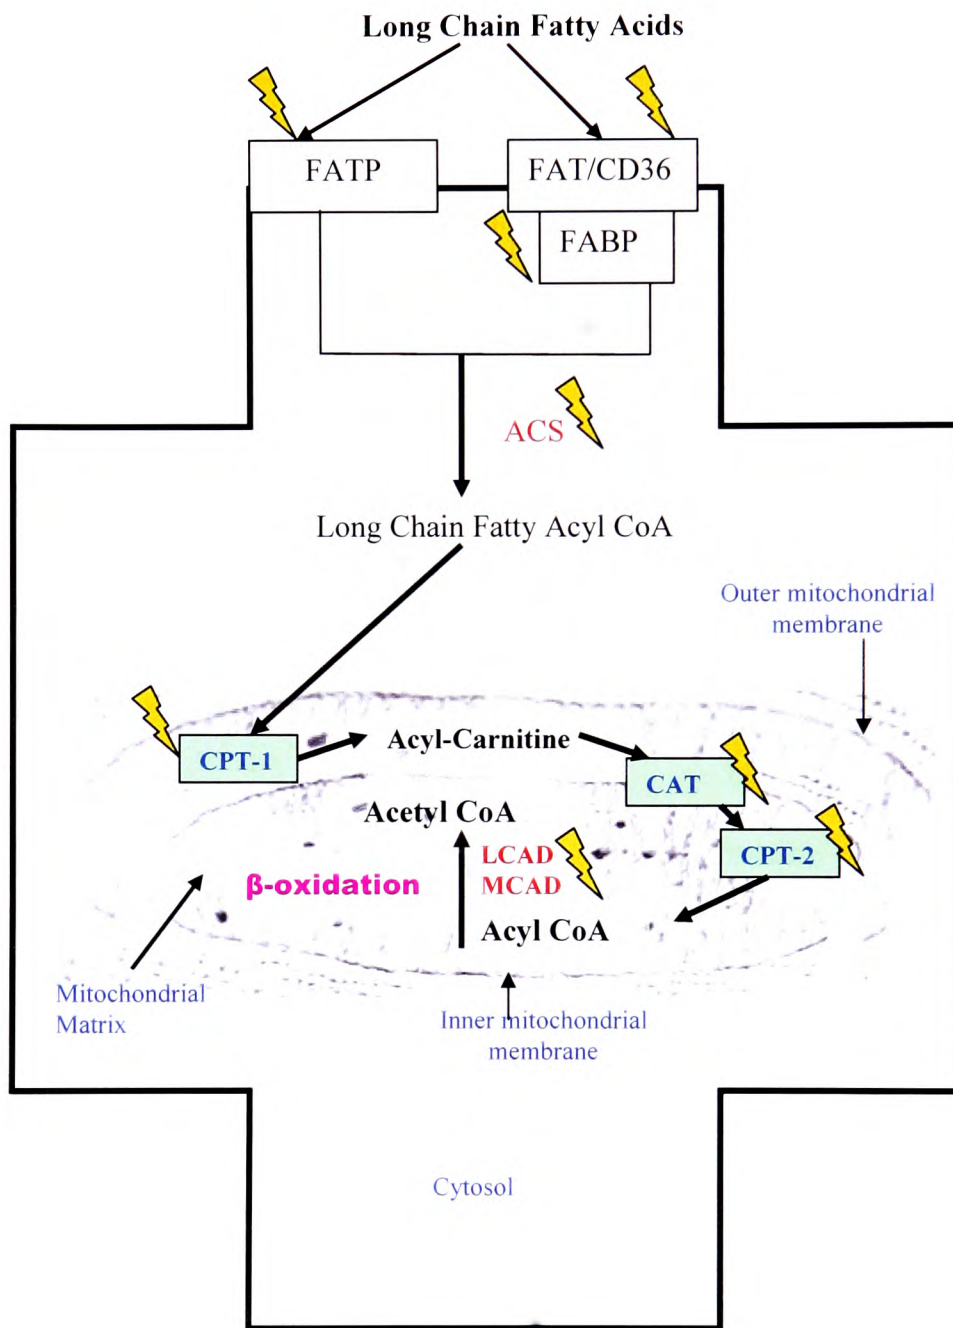 Long Chain Fatty Acids
FATP
FAT/CD36
FABP
ACS
Long Chain Fatty Acyl CoA
Outer mitochondrial
membrane
CPT-1
Acyl-Carnitine
CAT
Acetyl CoA
LCAD
MCAD
CPT-2
β-oxidation
Acyl CoA
Mitochondrial
Matrix
Inner mitochondrial
membrane
Cytosol